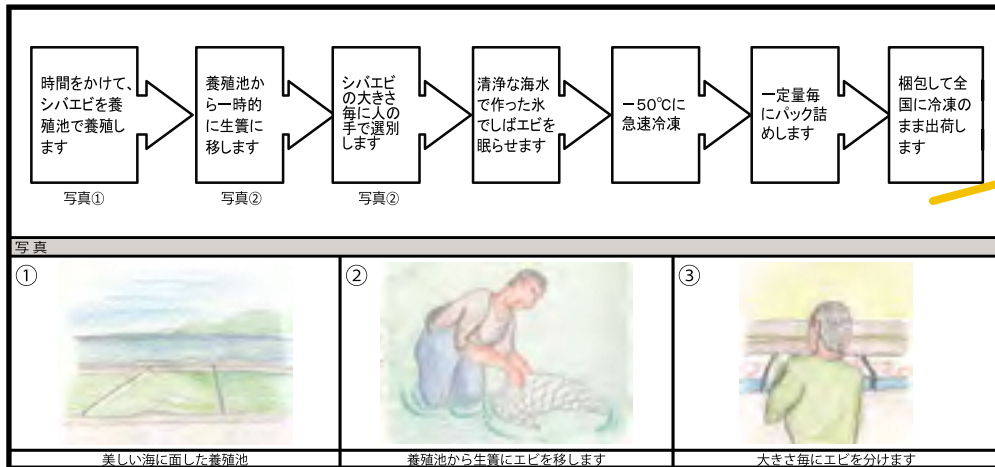 時間をかけて、
シバエビを養
殖池で養殖し
ます
養殖池か
ら一時的
に生簀に
移します
シバエビ
の大きさ
毎に人の
手で選別
します
清浄な海水
で作った氷
でしばエビを
眠らせます
－50℃に
急速冷凍
一定量毎
にパック詰
めします
梱包して全
国に冷凍の
まま出荷し
ます
写真①
写真②
写真②
写 真
①
②
③
美しい海に面した養殖池
養殖池から生簀にエビを移します
大きさ毎にエビを分けます